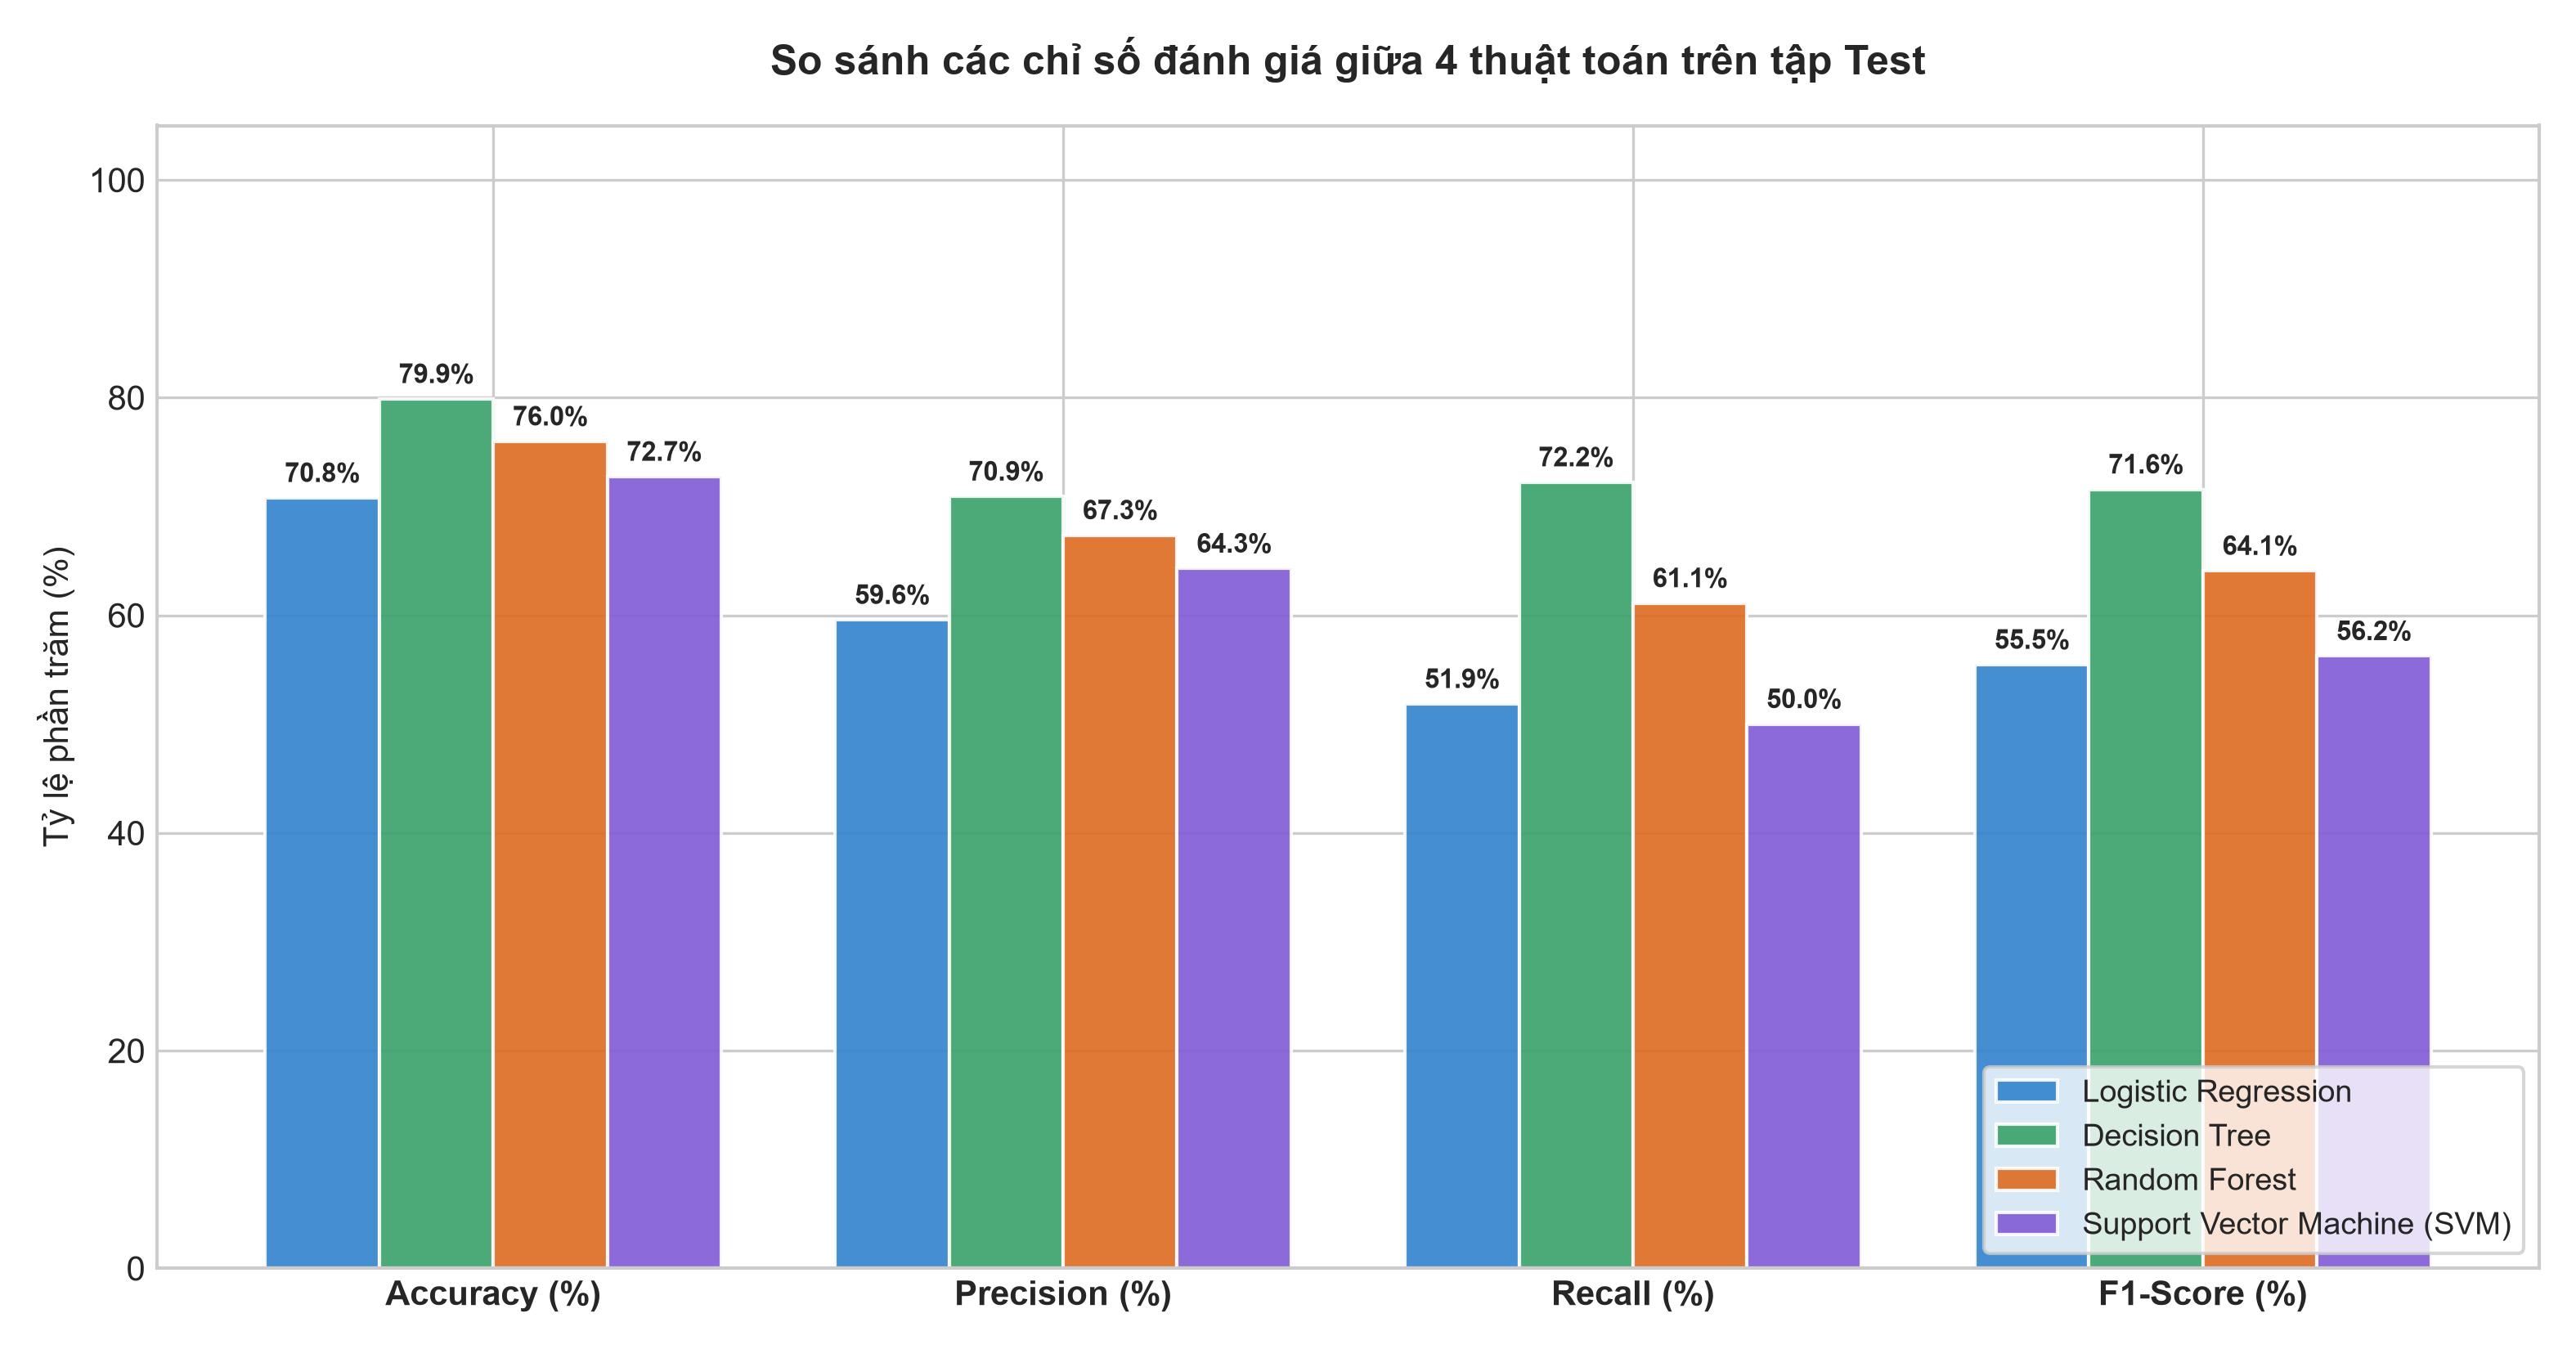 So sánh các chỉ số đánh giá giữa 4 thuật toán trên tập Test
Tỷ lệ phần trăm (%)
100
80
60
40
20
0
70.8%
79.9%
76.0%
72.7%
59.6%
70.9%
67.3%
64.3%
51.9%
72.2%
61.1%
50.0%
55.5%
71.6%
64.1%
56.2%
Accuracy (%)
Precision (%)
Recall (%)
F1-Score (%)
Logistic Regression
Decision Tree
Random Forest
Support Vector Machine (SVM)